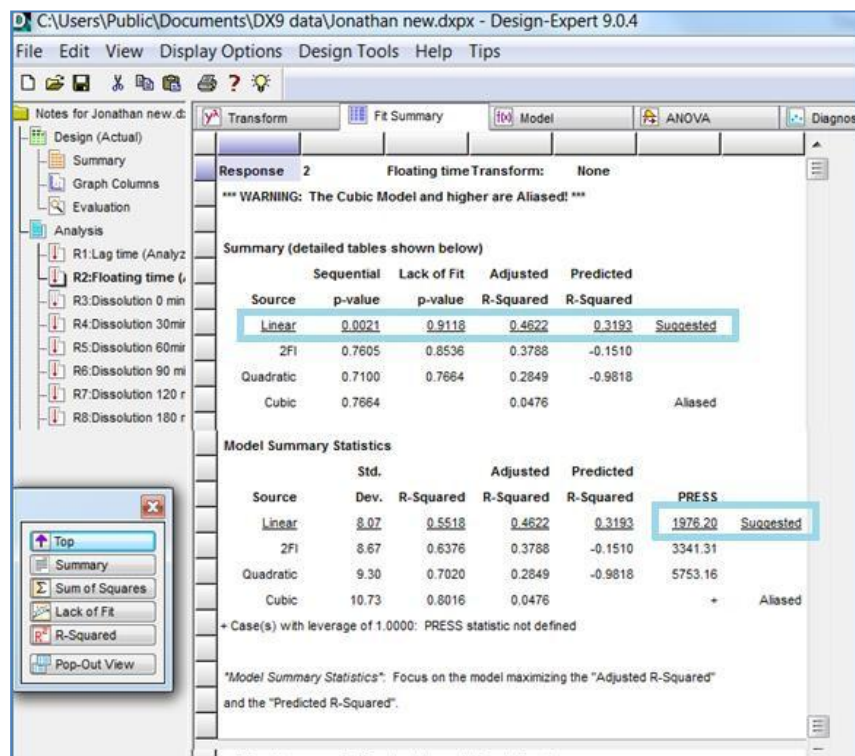 C:\Users\Public\Documents\DX9 data\Jonathan new.dxpx - Design-Expert 9.0.4
File Edit View Display Options Design Tools Help Tips
Notes for Jonathan new.d
Design (Actual)
Summary
Graph Columns
Evaluation
Analysis
R1:Lag time (Analyz
R2:Floating time (
R3:Dissolution 0 min
R4:Dissolution 30mir
R5:Dissolution 60mir
R6:Dissolution 90 mi
R7:Dissolution 120 r
R8:Dissolution 180 r
Top
Summary
Sum of Squares
Lack of Fit
R-Squared
Pop-Out View
Transform Fit Summary f(x) Model ANOVA Diagnos
Response 2 Floating time Transform: None
*** WARNING: The Cubic Model and higher are Aliased! ***
Summary (detailed tables shown below)
Sequential Lack of Fit Adjusted Predicted
Source p-value p-value R-Squared R-Squared
Linear 0.0021 0.9118 0.4622 0.3193 Suggested
2FI 0.7605 0.8536 0.3788 -0.1510
Quadratic 0.7100 0.7664 0.2849 -0.9818
Cubic 0.7664 0.0476 Aliased
Model Summary Statistics
Std. Adjusted Predicted
Source Dev. R-Squared R-Squared R-Squared PRESS
Linear 8.07 0.5518 0.4622 0.3193 1976.20 Suggested
2FI 8.67 0.6376 0.3788 -0.1510 3341.31
Quadratic 9.30 0.7020 0.2849 -0.9818 5753.16
Cubic 10.73 0.8016 0.0476 + Aliased
+ Case(s) with leverage of 1.0000: PRESS statistic not defined
"Model Summary Statistics": Focus on the model maximizing the "Adjusted R-Squared"
and the "Predicted R-Squared".